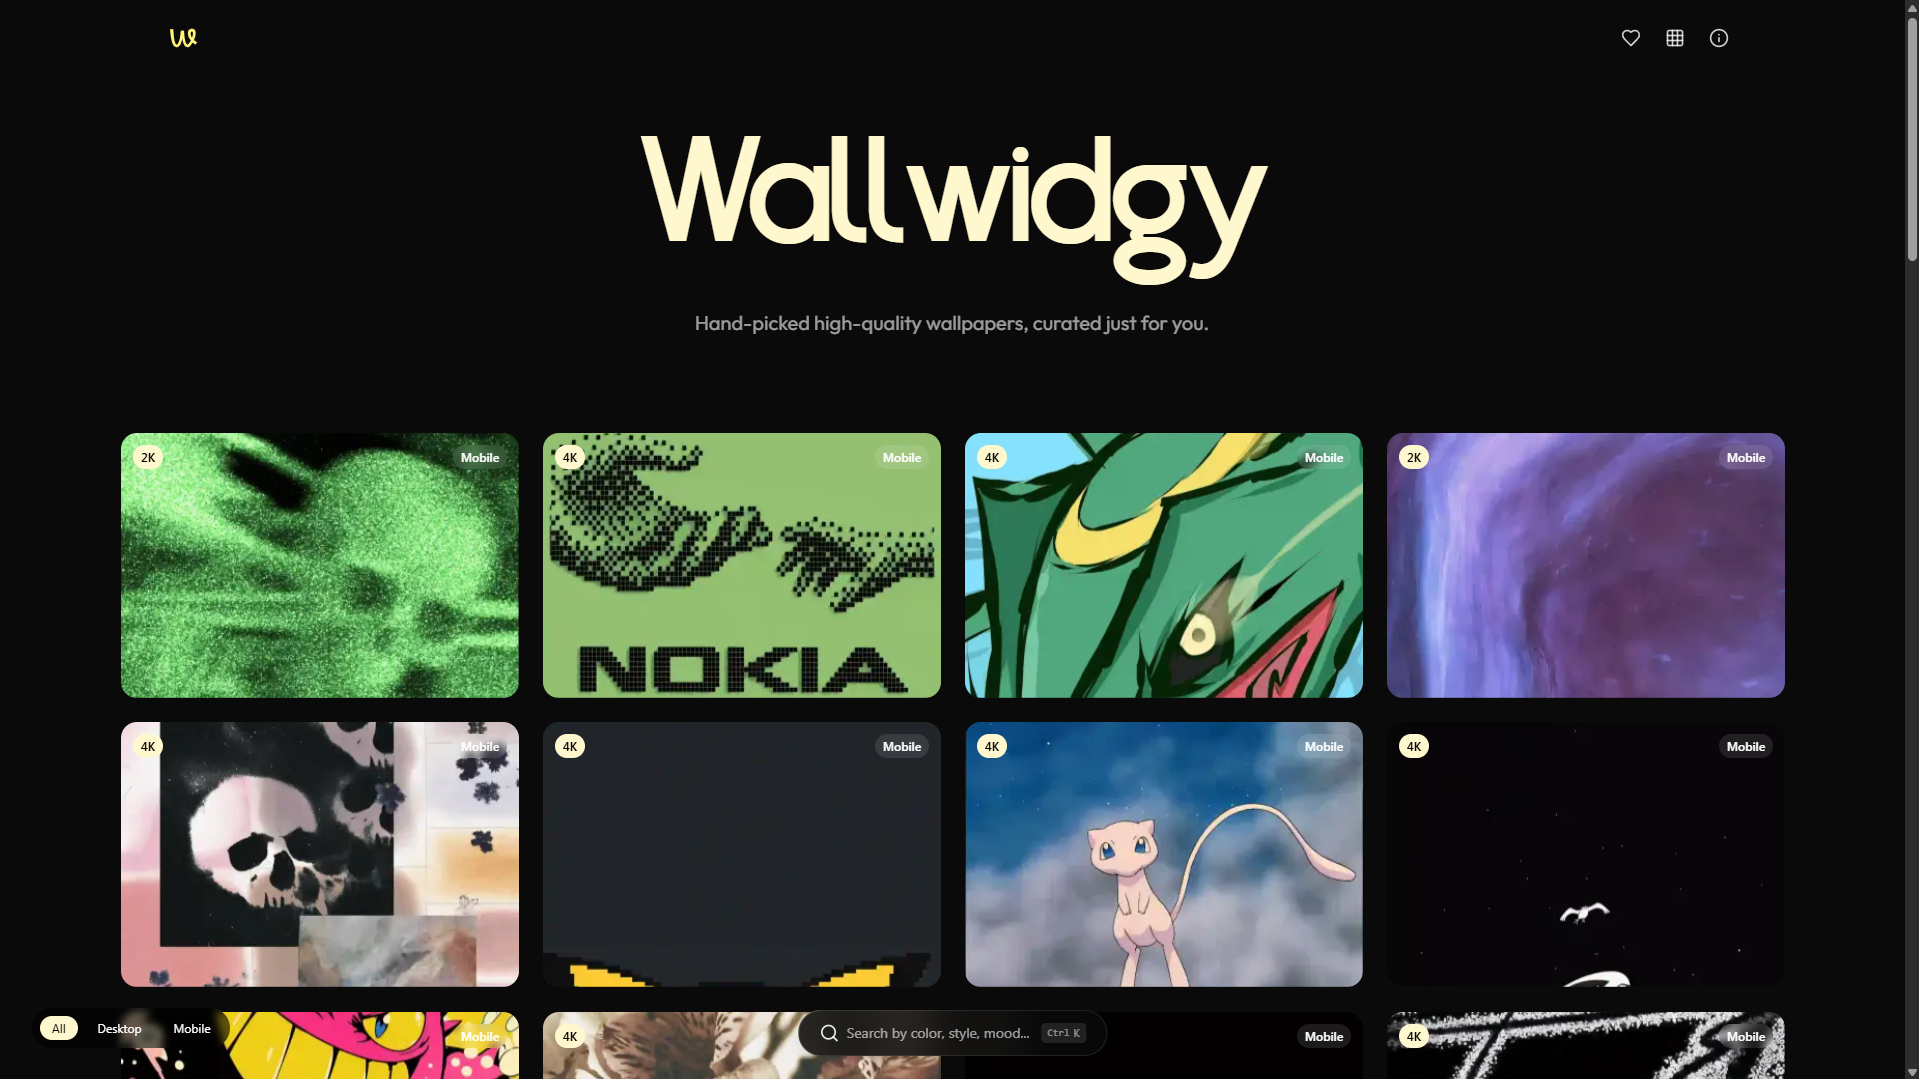 W
Wallwidgy
Hand-picked high-quality wallpapers, curated just for you.
2K Mobile
4K Mobile
NOKIA
4K Mobile
2K Mobile
4K Mobile
4K Mobile
4K Mobile
4K Mobile
All Desktop Mobile
Mobile
4K
Search by color, style, mood... Ctrl K
Mobile
4K Mobile